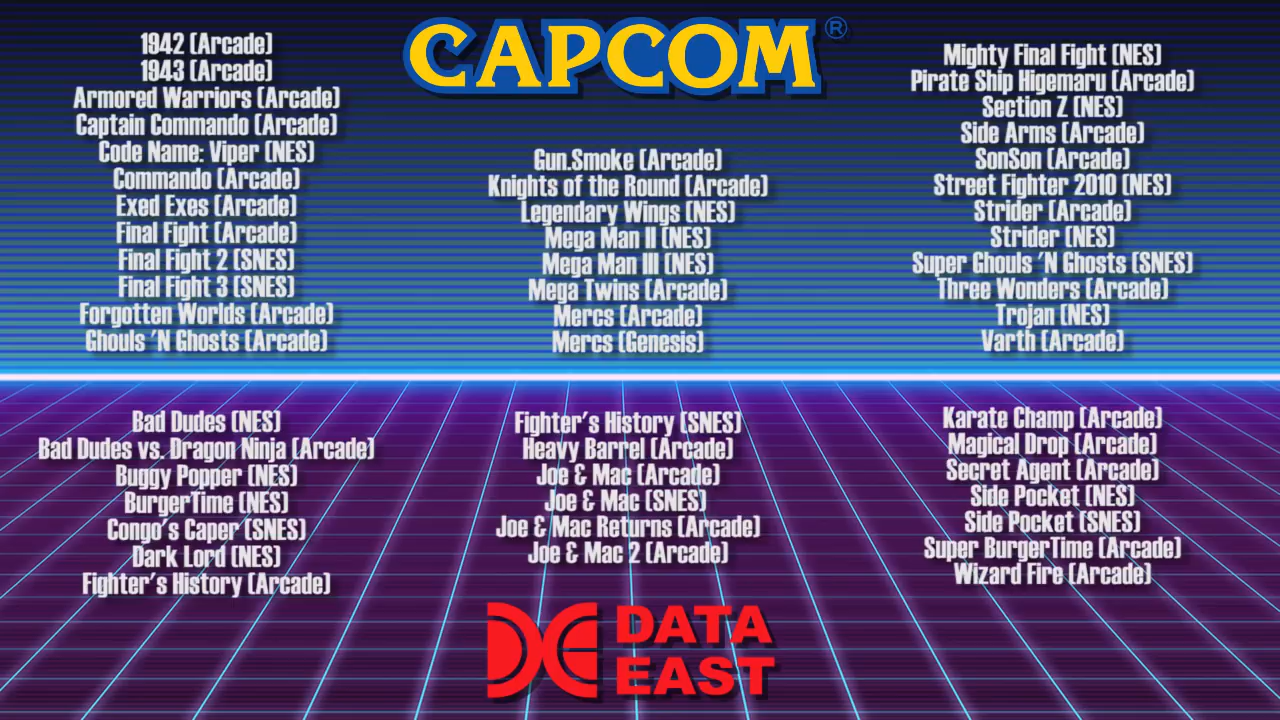 CAPCOM®
1942 (Arcade)
1943 (Arcade)
Armored Warriors (Arcade)
Captain Commando (Arcade)
Code Name: Viper (NES)
Commando (Arcade)
Exed Exes (Arcade)
Final Fight (Arcade)
Final Fight 2 (SNES)
Final Fight 3 (SNES)
Forgotten Worlds (Arcade)
Ghouls 'N Ghosts (Arcade)
Gun.Smoke (Arcade)
Knights of the Round (Arcade)
Legendary Wings (NES)
Mega Man II (NES)
Mega Man III (NES)
Mega Twins (Arcade)
Mercs (Arcade)
Mercs (Genesis)
Mighty Final Fight (NES)
Pirate Ship Higemaru (Arcade)
Section Z (NES)
Side Arms (Arcade)
SonSon (Arcade)
Street Fighter 2010 (NES)
Strider (Arcade)
Strider (NES)
Super Ghouls 'N Ghosts (SNES)
Three Wonders (Arcade)
Trojan (NES)
Varth (Arcade)
Bad Dudes (NES)
Bad Dudes vs. Dragon Ninja (Arcade)
Buggy Popper (NES)
BurgerTime (NES)
Congo's Caper (SNES)
Dark Lord (NES)
Fighter's History (Arcade)
Fighter's History (SNES)
Heavy Barrel (Arcade)
Joe & Mac (Arcade)
Joe & Mac (SNES)
Joe & Mac Returns (Arcade)
Joe & Mac 2 (Arcade)
Karate Champ (Arcade)
Magical Drop (Arcade)
Secret Agent (Arcade)
Side Pocket (NES)
Side Pocket (SNES)
Super BurgerTime (Arcade)
Wizard Fire (Arcade)
DATA
EAST